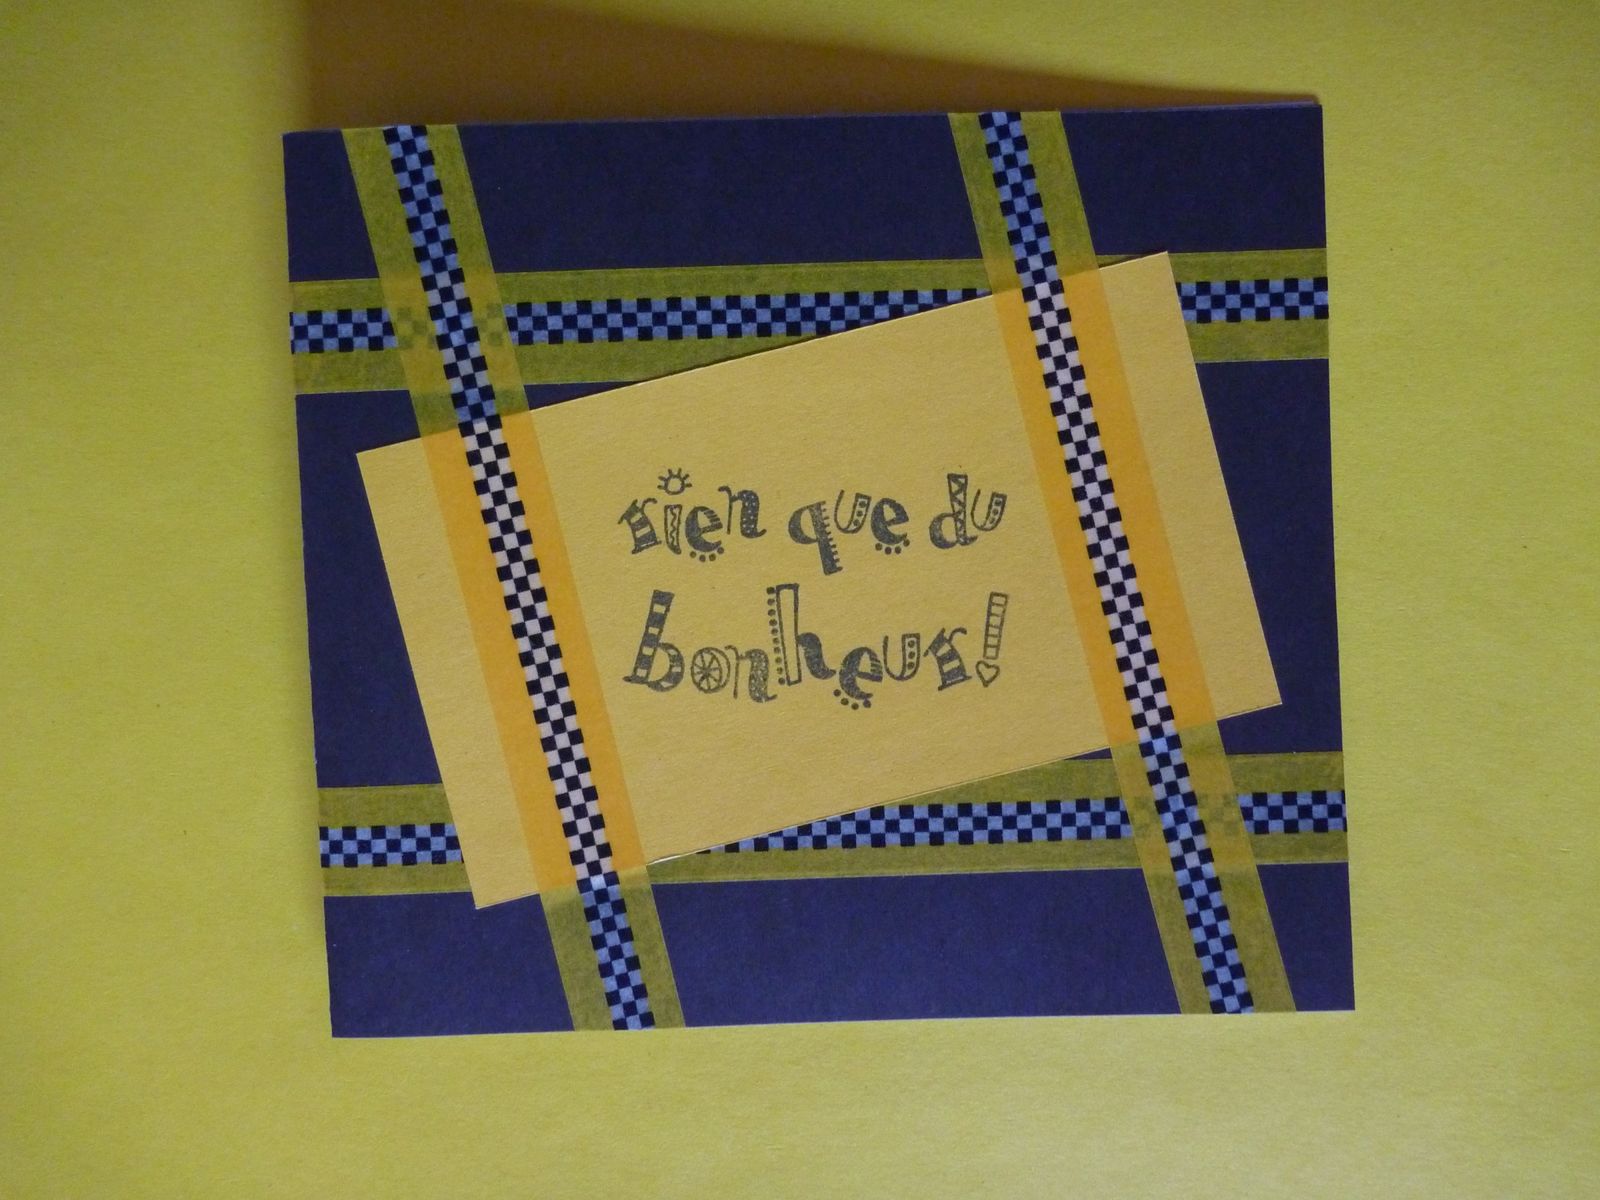 rien que du
bonheur!